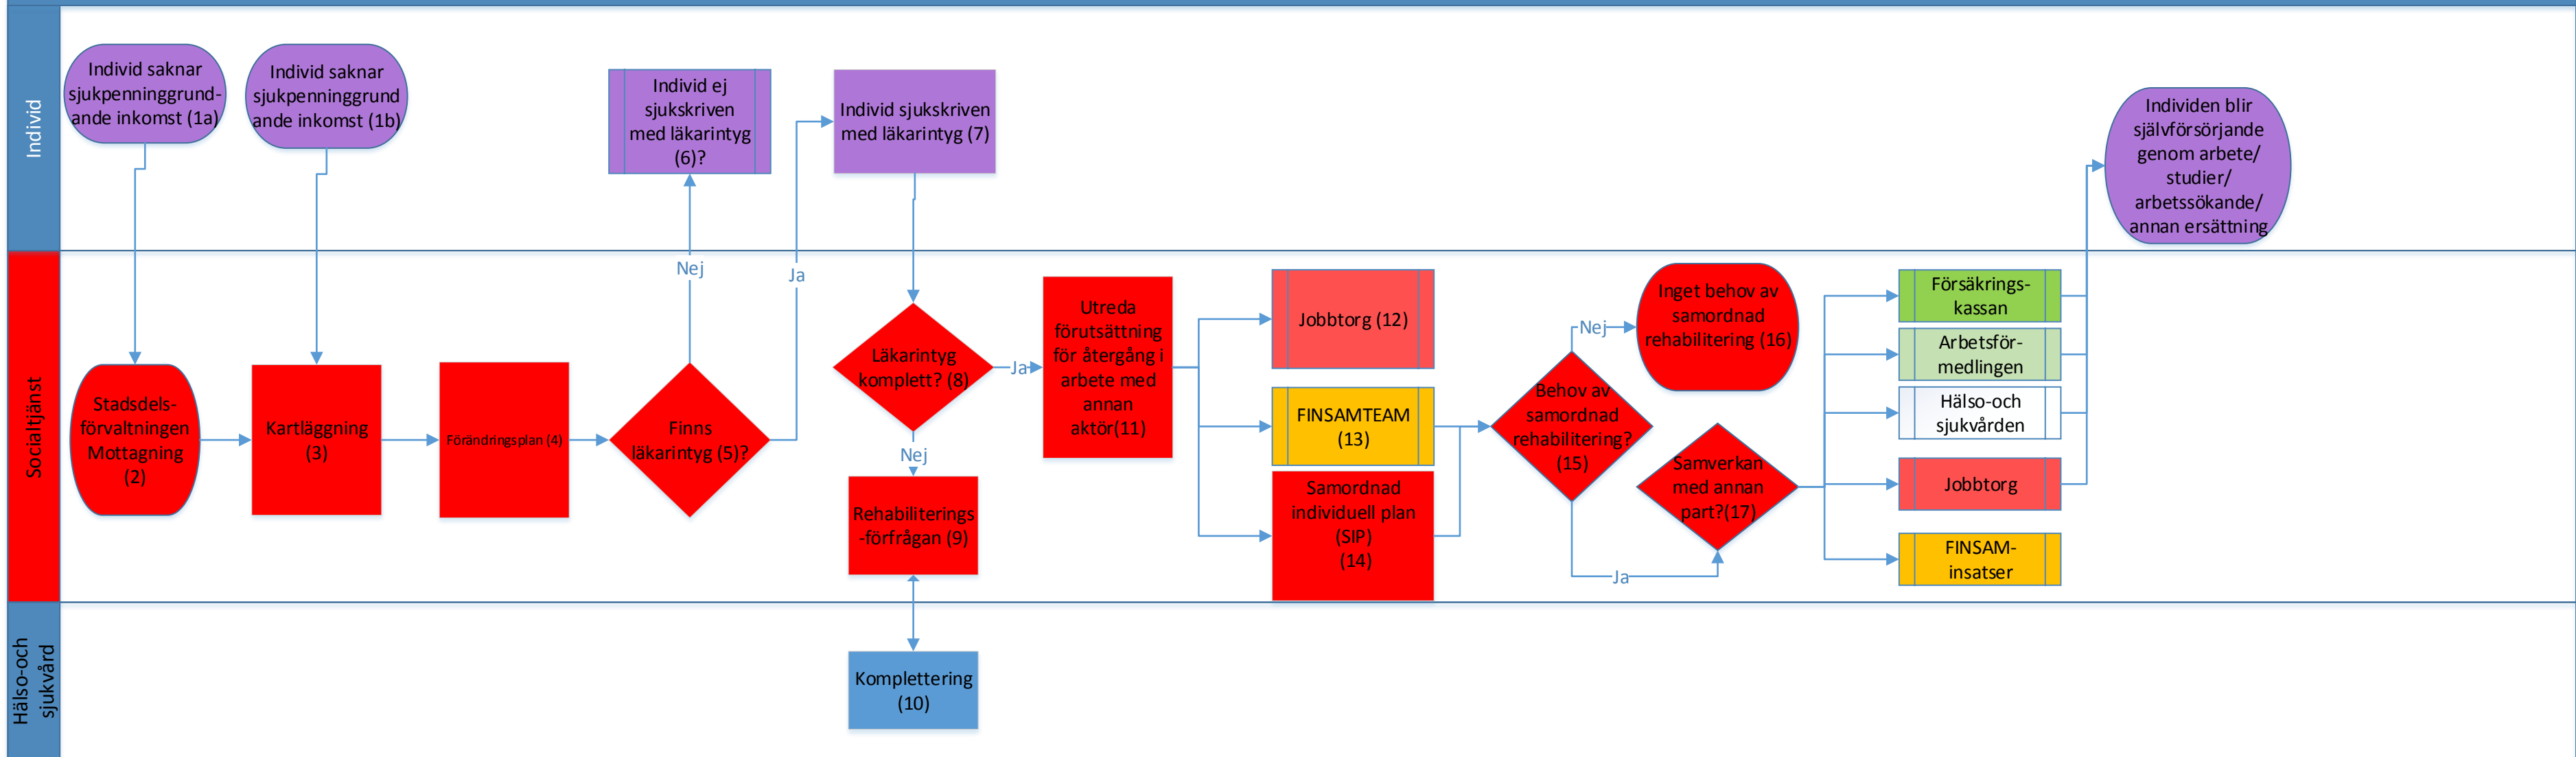 Individ
Individ saknar
sjukpenninggrund-
ande inkomst (1a)
Individ saknar
sjukpenninggrund
ande inkomst (1b)
Individ ej
sjukskriven
med läkarintyg
(6)?
Individ sjukskriven
med läkarintyg (7)
Individen blir
självförsörjande
genom arbete/
studier/
arbetssökande/
annan ersättning
Socialtjänst
Stadsdels-
förvaltningen
Mottagning
(2)
Kartläggning
(3)
Förändringsplan (4)
Finns
läkarintyg (5)?
Nej
Ja
Läkarintyg
komplett? (8)
Ja
Nej
Rehabiliterings
-förfrågan (9)
Utreda
förutsättning
för återgång i
arbete med
annan
aktör(11)
Jobbtorg (12)
FINSAMTEAM
(13)
Samordnad
individuell plan
(SIP)
(14)
Behov av
samordnad
rehabilitering?
(15)
Nej
Ja
Inget behov av
samordnad
rehabilitering (16)
Samverkan
med annan
part?(17)
Försäkrings-
kassan
Arbetsför-
medlingen
Hälso-och
sjukvården
Jobbtorg
FINSAM-
insatser
Hälso-och
sjukvård
Komplettering
(10)